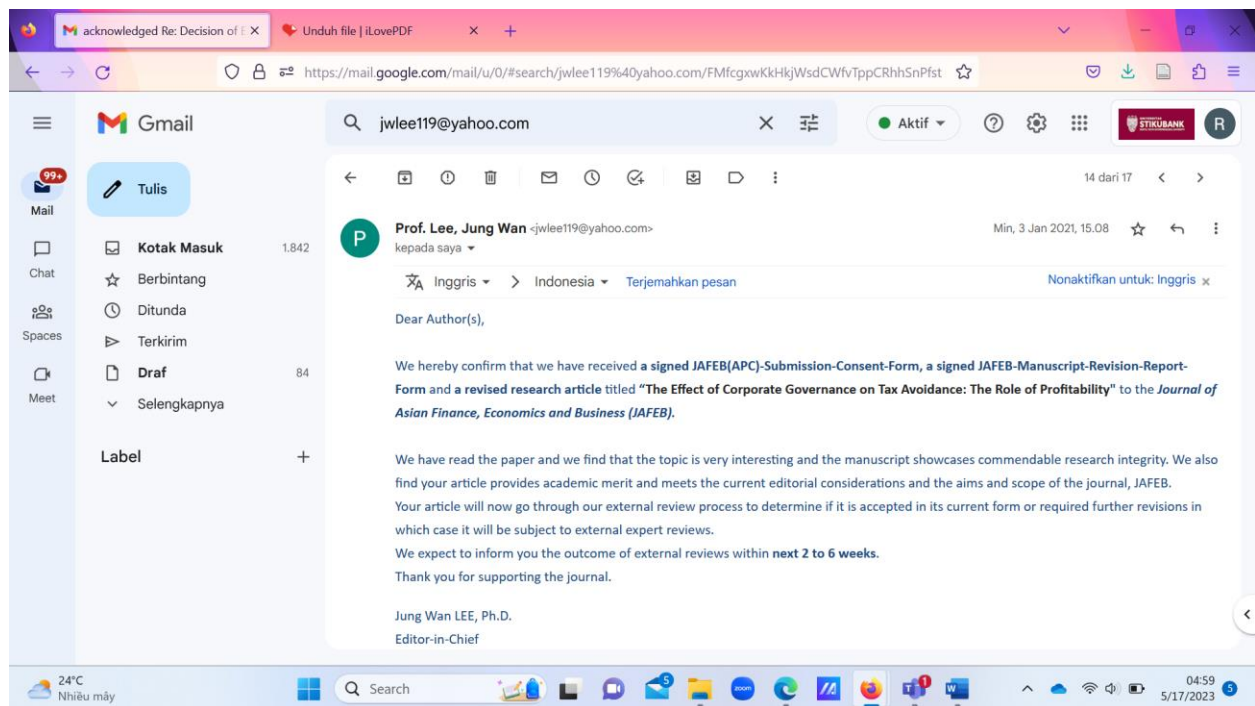 acknowledged Re: Decision of E
Unduh file | iLovePDF
https://mail.google.com/mail/u/0/#search/jwlee119%40yahoo.com/FMfcgxwKkHkjWsdCWfvTppCRhhSnPfst
Gmail
jwlee119@yahoo.com
Aktif
STIKUBANK
R
99+
Mail
Chat
Spaces
Meet
Tulis
Kotak Masuk 1.842
Berbintang
Ditunda
Terkirim
Draf 84
Selengkapnya
Label
14 dari 17
P
Prof. Lee, Jung Wan <jwlee119@yahoo.com>
Min, 3 Jan 2021, 15.08
kepada saya
Inggris > Indonesia Terjemahkan pesan
Nonaktifkan untuk: Inggris x
Dear Author(s),
We hereby confirm that we have received a signed JAFEB(APC)-Submission-Consent-Form, a signed JAFEB-Manuscript-Revision-Report-
Form and a revised research article titled “The Effect of Corporate Governance on Tax Avoidance: The Role of Profitability" to the Journal of
Asian Finance, Economics and Business (JAFEB).
We have read the paper and we find that the topic is very interesting and the manuscript showcases commendable research integrity. We also
find your article provides academic merit and meets the current editorial considerations and the aims and scope of the journal, JAFEB.
Your article will now go through our external review process to determine if it is accepted in its current form or required further revisions in
which case it will be subject to external expert reviews.
We expect to inform you the outcome of external reviews within next 2 to 6 weeks.
Thank you for supporting the journal.
Jung Wan LEE, Ph.D.
Editor-in-Chief
24°C
Nhiều mây
Search
5
zoom
1
04:59
5/17/2023
5